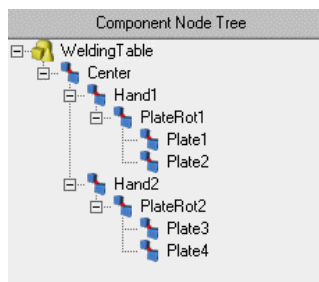 Component Node Tree
WeldingTable
Center
Hand1
PlateRot1
Plate1
Plate2
Hand2
PlateRot2
Plate3
Plate4